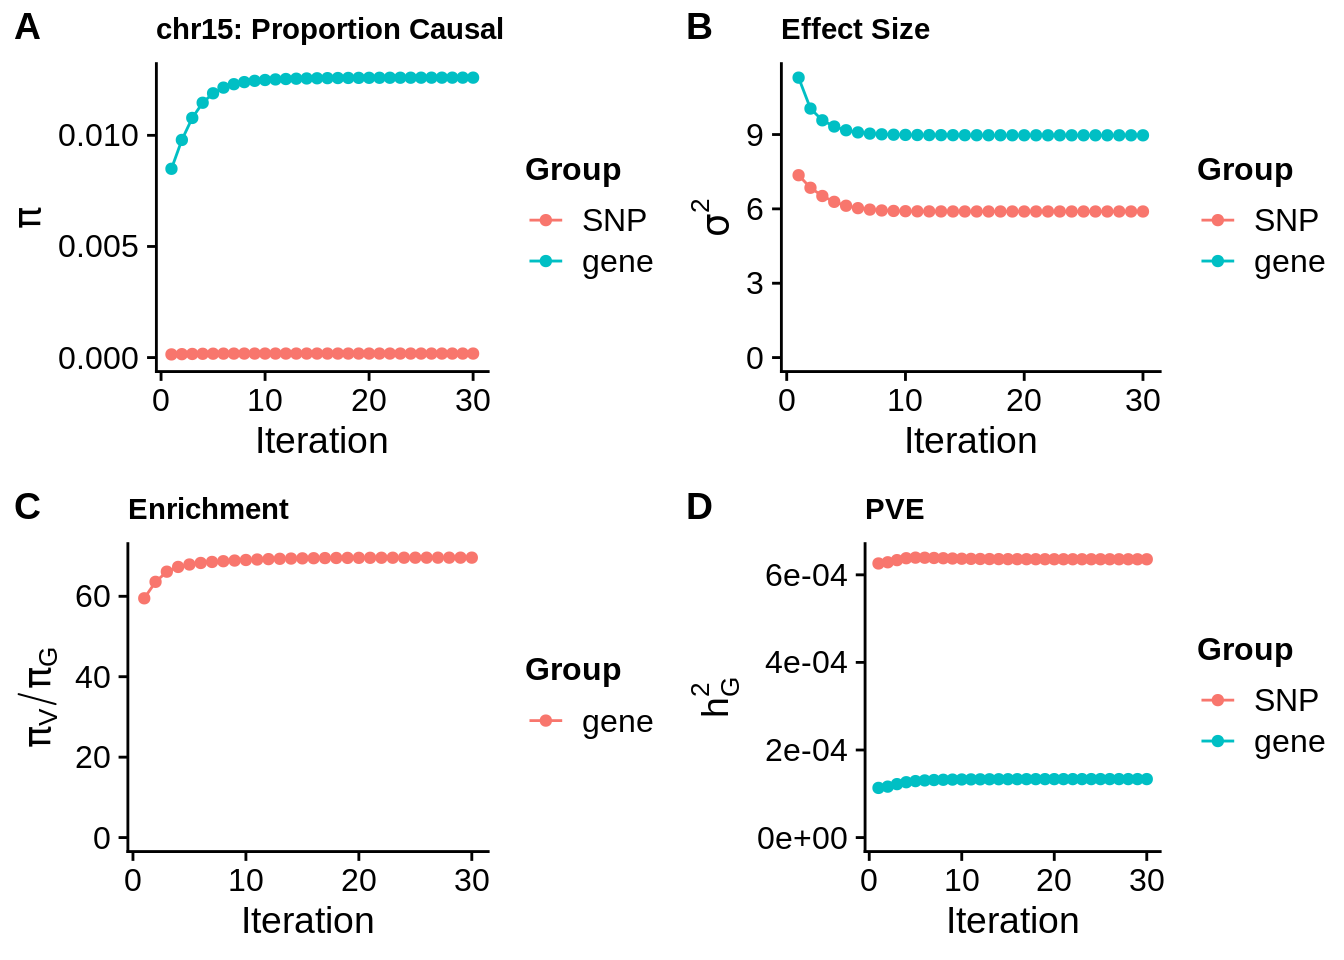 A chr15: Proportion Causal
π
0.010
0.005
0.000
0 10 20 30
Iteration
Group
SNP
gene
B Effect Size
σ²
9
6
3
0
0 10 20 30
Iteration
Group
SNP
gene
C Enrichment
π_V/π_G
60
40
20
0
0 10 20 30
Iteration
Group
gene
D PVE
h²_G
6e-04
4e-04
2e-04
0e+00
0 10 20 30
Iteration
Group
SNP
gene